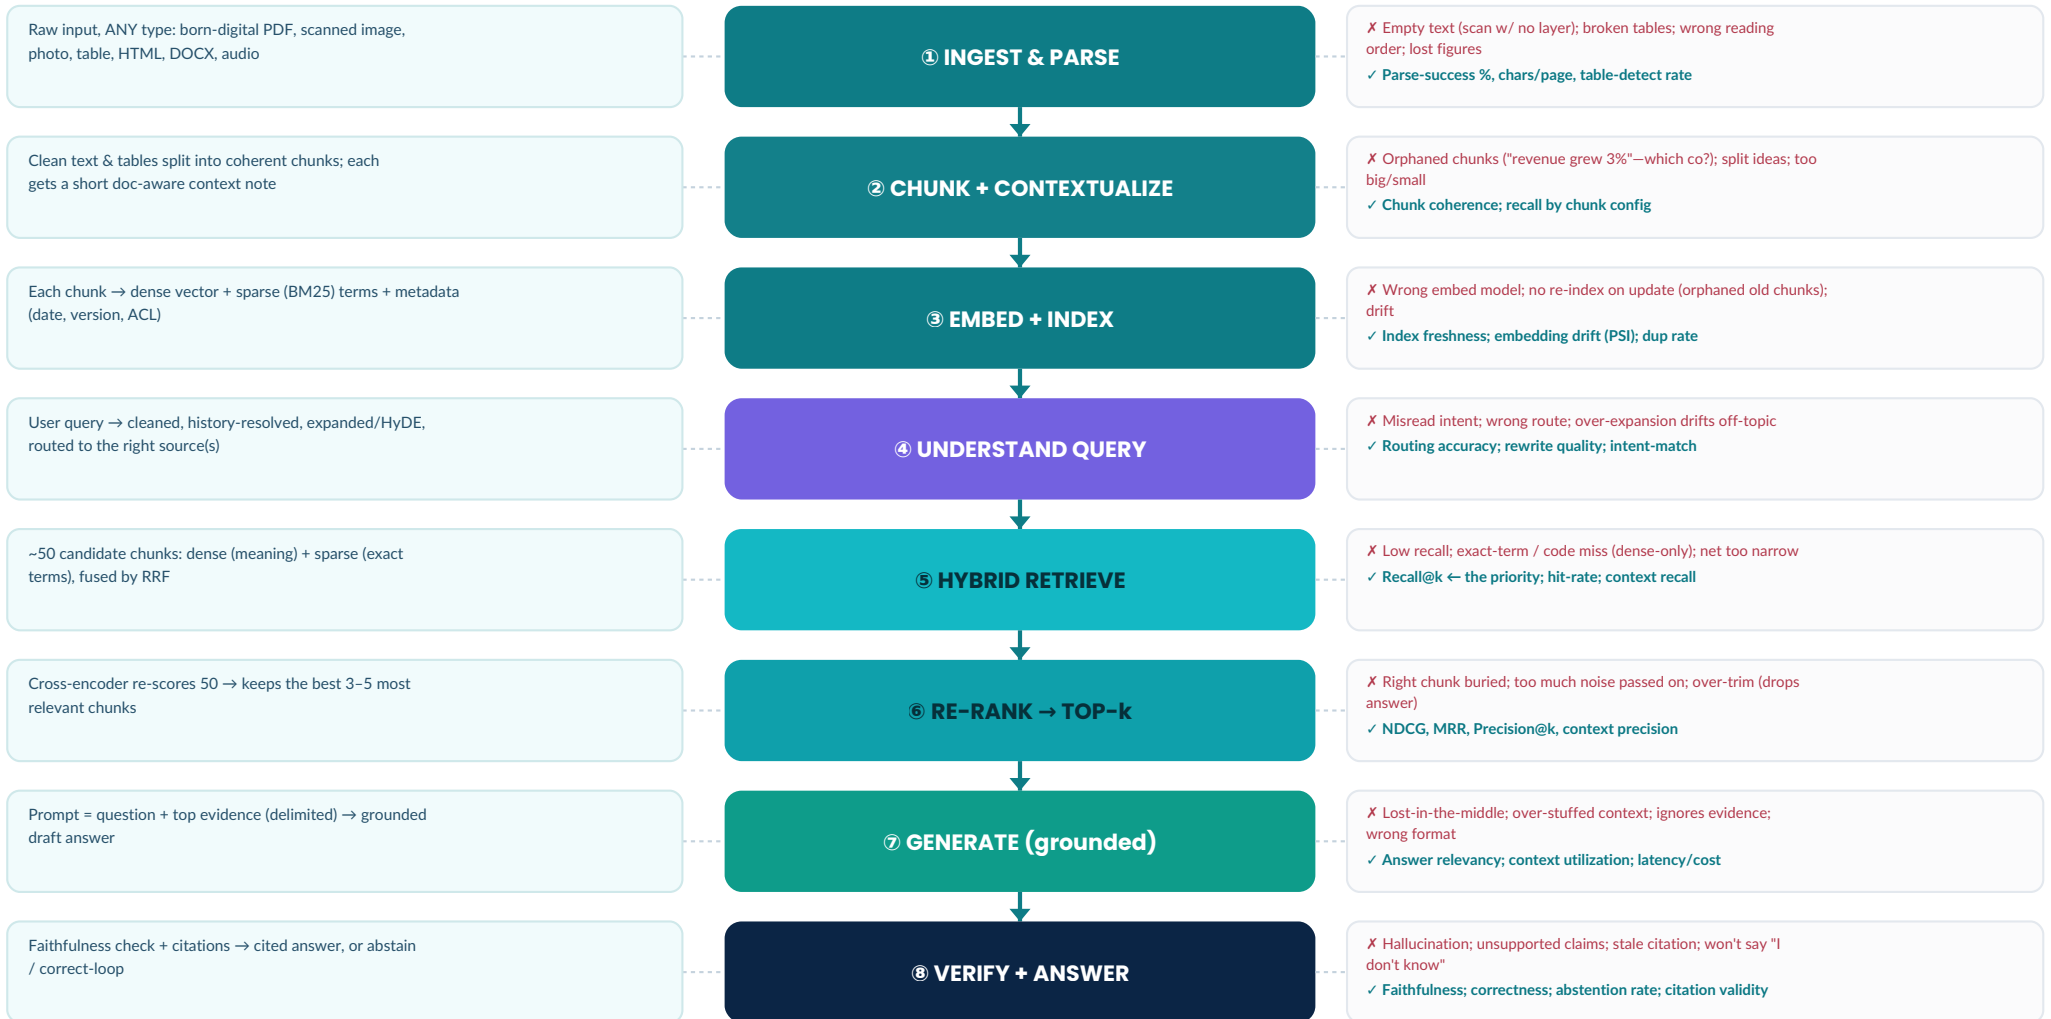 Raw input, ANY type: born-digital PDF, scanned image,
photo, table, HTML, DOCX, audio
① INGEST & PARSE
✗ Empty text (scan w/ no layer); broken tables; wrong reading
order; lost figures
✓ Parse-success %, chars/page, table-detect rate
Clean text & tables split into coherent chunks; each
gets a short doc-aware context note
② CHUNK + CONTEXTUALIZE
✗ Orphaned chunks ("revenue grew 3%"—which co?); split ideas; too
big/small
✓ Chunk coherence; recall by chunk config
Each chunk → dense vector + sparse (BM25) terms + metadata
(date, version, ACL)
③ EMBED + INDEX
✗ Wrong embed model; no re-index on update (orphaned old chunks);
drift
✓ Index freshness; embedding drift (PSI); dup rate
User query → cleaned, history-resolved, expanded/HyDE,
routed to the right source(s)
④ UNDERSTAND QUERY
✗ Misread intent; wrong route; over-expansion drifts off-topic
✓ Routing accuracy; rewrite quality; intent-match
~50 candidate chunks: dense (meaning) + sparse (exact
terms), fused by RRF
⑤ HYBRID RETRIEVE
✗ Low recall; exact-term / code miss (dense-only); net too narrow
✓ Recall@k ← the priority; hit-rate; context recall
Cross-encoder re-scores 50 → keeps the best 3–5 most
relevant chunks
⑥ RE-RANK → TOP-k
✗ Right chunk buried; too much noise passed on; over-trim (drops
answer)
✓ NDCG, MRR, Precision@k, context precision
Prompt = question + top evidence (delimited) → grounded
draft answer
⑦ GENERATE (grounded)
✗ Lost-in-the-middle; over-stuffed context; ignores evidence;
wrong format
✓ Answer relevancy; context utilization; latency/cost
Faithfulness check + citations → cited answer, or abstain
/ correct-loop
⑧ VERIFY + ANSWER
✗ Hallucination; unsupported claims; stale citation; won't say "I
don't know"
✓ Faithfulness; correctness; abstention rate; citation validity